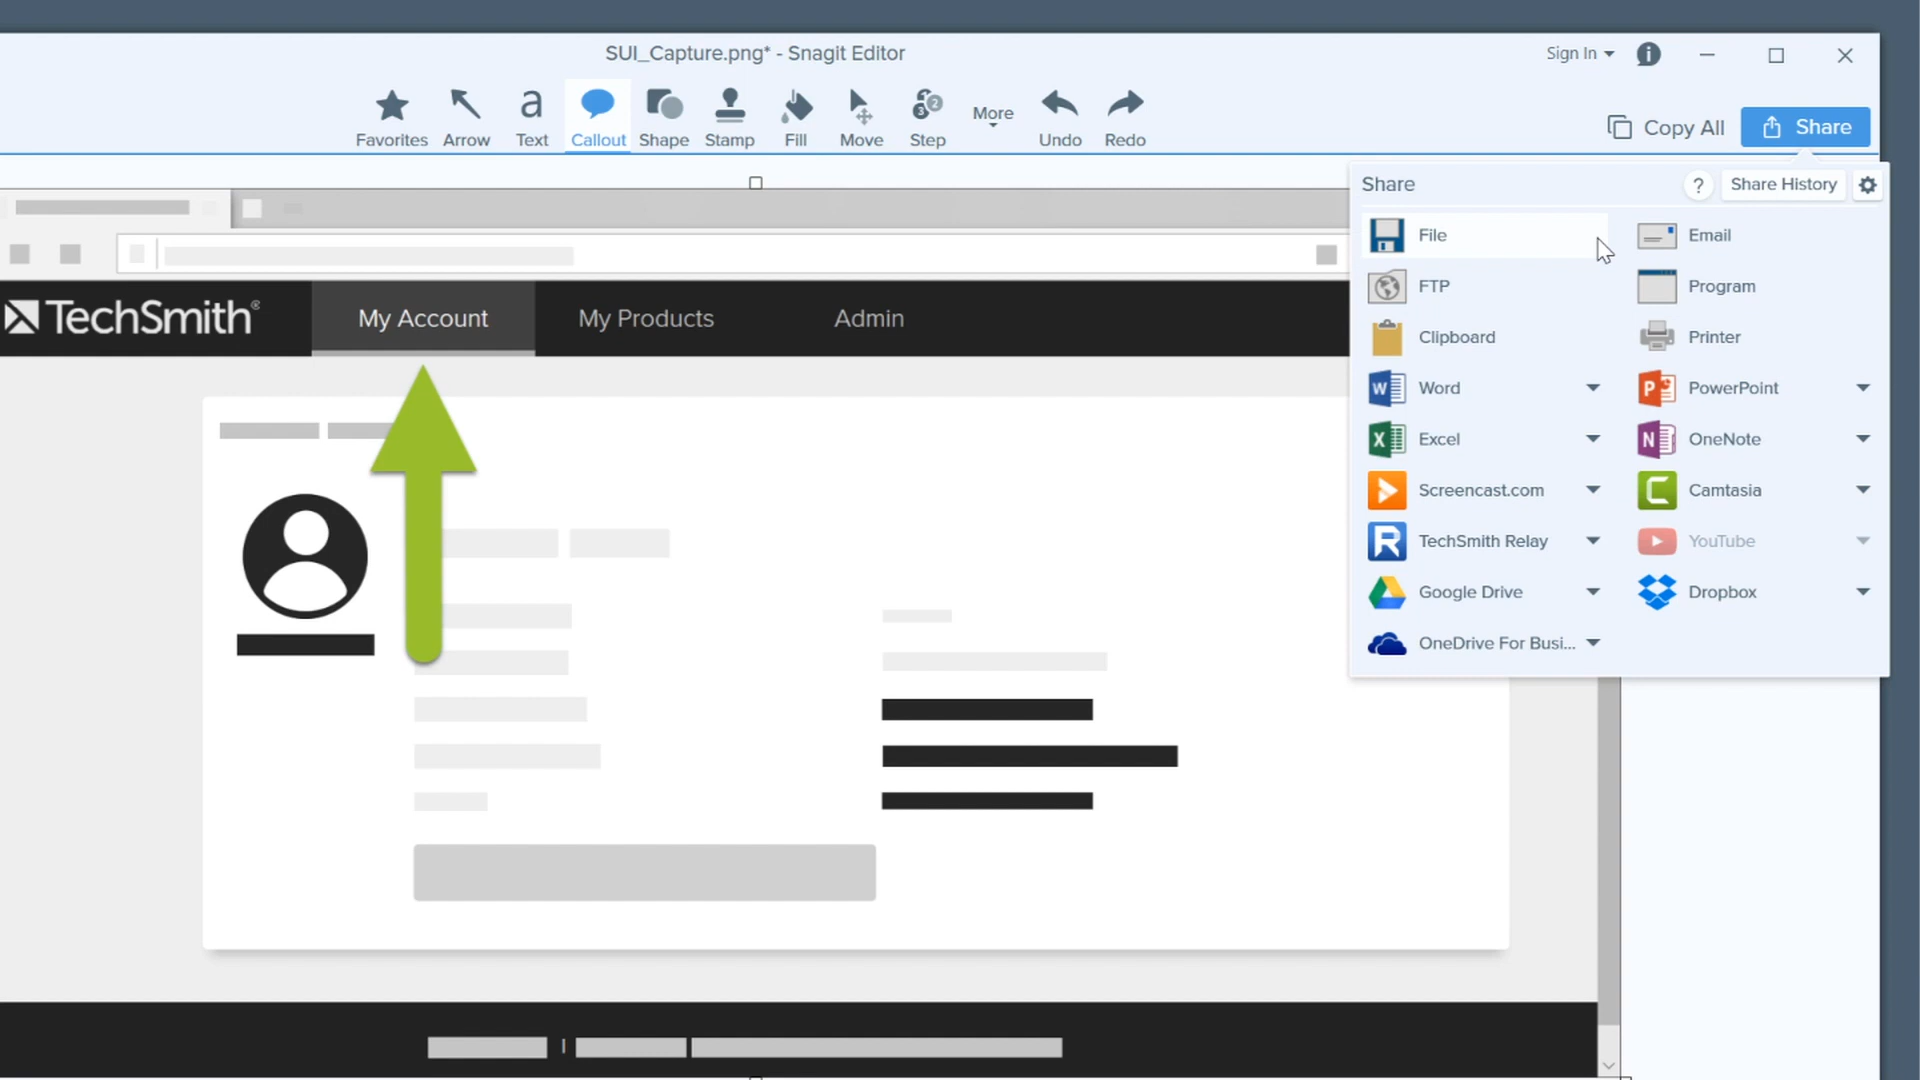 SUI_Capture.png* - Snagit Editor
Sign In
Favorites
Arrow
a
Text
Callout
Shape
Stamp
Fill
Move
3 2
Step
More
Undo
Redo
Copy All
Share
Share
?
Share History
File
Email
FTP
Program
Clipboard
Printer
Word
PowerPoint
Excel
OneNote
Screencast.com
Camtasia
TechSmith Relay
YouTube
Google Drive
Dropbox
OneDrive For Busi...
TechSmith®
My Account
My Products
Admin